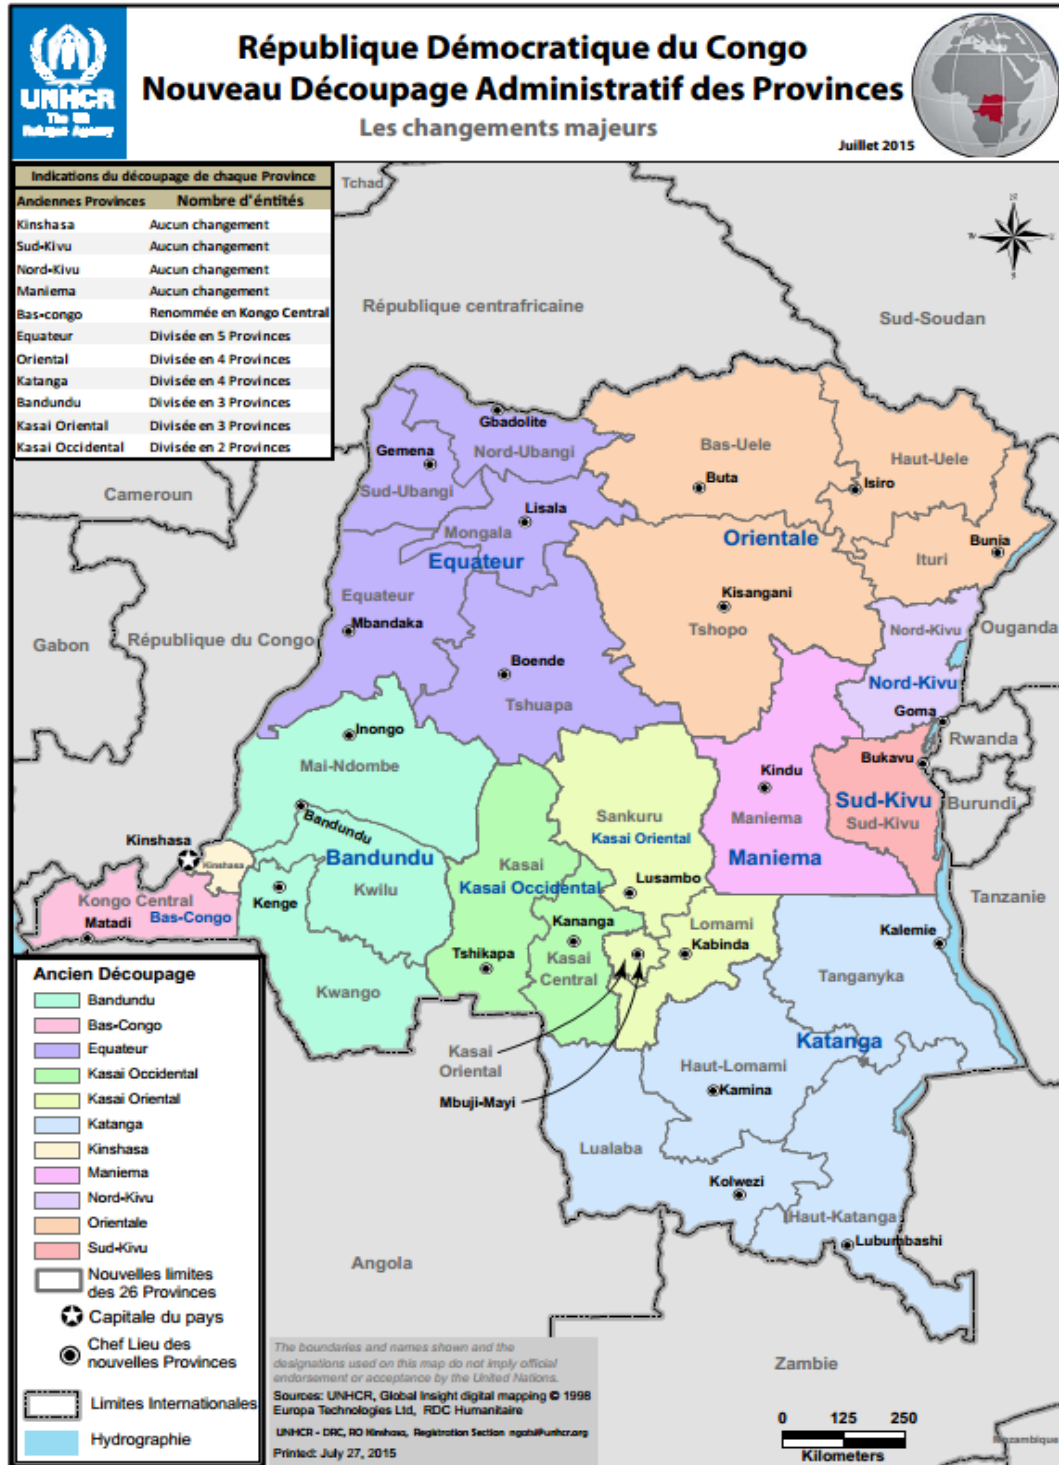 UNHCR
The UN
Refugee Agency
République Démocratique du Congo
Nouveau Découpage Administratif des Provinces
Les changements majeurs
Juillet 2015
Indications du découpage de chaque Province
Anciennes Provinces Nombre d'éntités
Kinshasa Aucun changement
Sud-Kivu Aucun changement
Nord-Kivu Aucun changement
Maniema Aucun changement
Bas-congo Renommée en Kongo Central
Equateur Divisée en 5 Provinces
Oriental Divisée en 4 Provinces
Katanga Divisée en 4 Provinces
Bandundu Divisée en 3 Provinces
Kasai Oriental Divisée en 3 Provinces
Kasai Occidental Divisée en 2 Provinces
Tchad
N
W E
S
République centrafricaine
Sud-Soudan
Cameroun
Gabon
République du Congo
Ouganda
Rwanda
Burundi
Tanzanie
Angola
Zambie
Mozambique
Gbadolite
Nord-Ubangi
Gemena
Sud-Ubangi
Lisala
Mongala
Equateur
Equateur
Mbandaka
Boende
Tshuapa
Bas-Uele
Buta
Haut-Uele
Isiro
Orientale
Bunia
Ituri
Kisangani
Tshopo
Nord-Kivu
Nord-Kivu
Goma
Bukavu
Sud-Kivu
Sud-Kivu
Kindu
Maniema
Maniema
Inongo
Mai-Ndombe
Bandundu
Bandundu
Kwilu
Kenge
Kwango
Kinshasa
Kinshasa
Kongo Central
Bas-Congo
Matadi
Sankuru
Kasai Oriental
Lusambo
Kasai
Kasai Occidental
Kananga
Kasai
Central
Tshikapa
Lomami
Kabinda
Kasai
Oriental
Mbuji-Mayi
Kalemie
Tanganyka
Katanga
Haut-Lomami
Kamina
Lualaba
Kolwezi
Haut-Katanga
Lubumbashi
Ancien Découpage
Bandundu
Bas-Congo
Equateur
Kasai Occidental
Kasai Oriental
Katanga
Kinshasa
Maniema
Nord-Kivu
Orientale
Sud-Kivu
Nouvelles limites
des 26 Provinces
Capitale du pays
Chef Lieu des
nouvelles Provinces
Limites Internationales
Hydrographie
The boundaries and names shown and the
designations used on this map do not imply official
endorsement or acceptance by the United Nations.
Sources: UNHCR, Global Insight digital mapping © 1998
Europa Technologies Ltd, RDC Humanitaire
UNHCR - DRC, RO Kinshasa, Registration Section ngots@unhcr.org
Printed: July 27, 2015
0 125 250
Kilometers